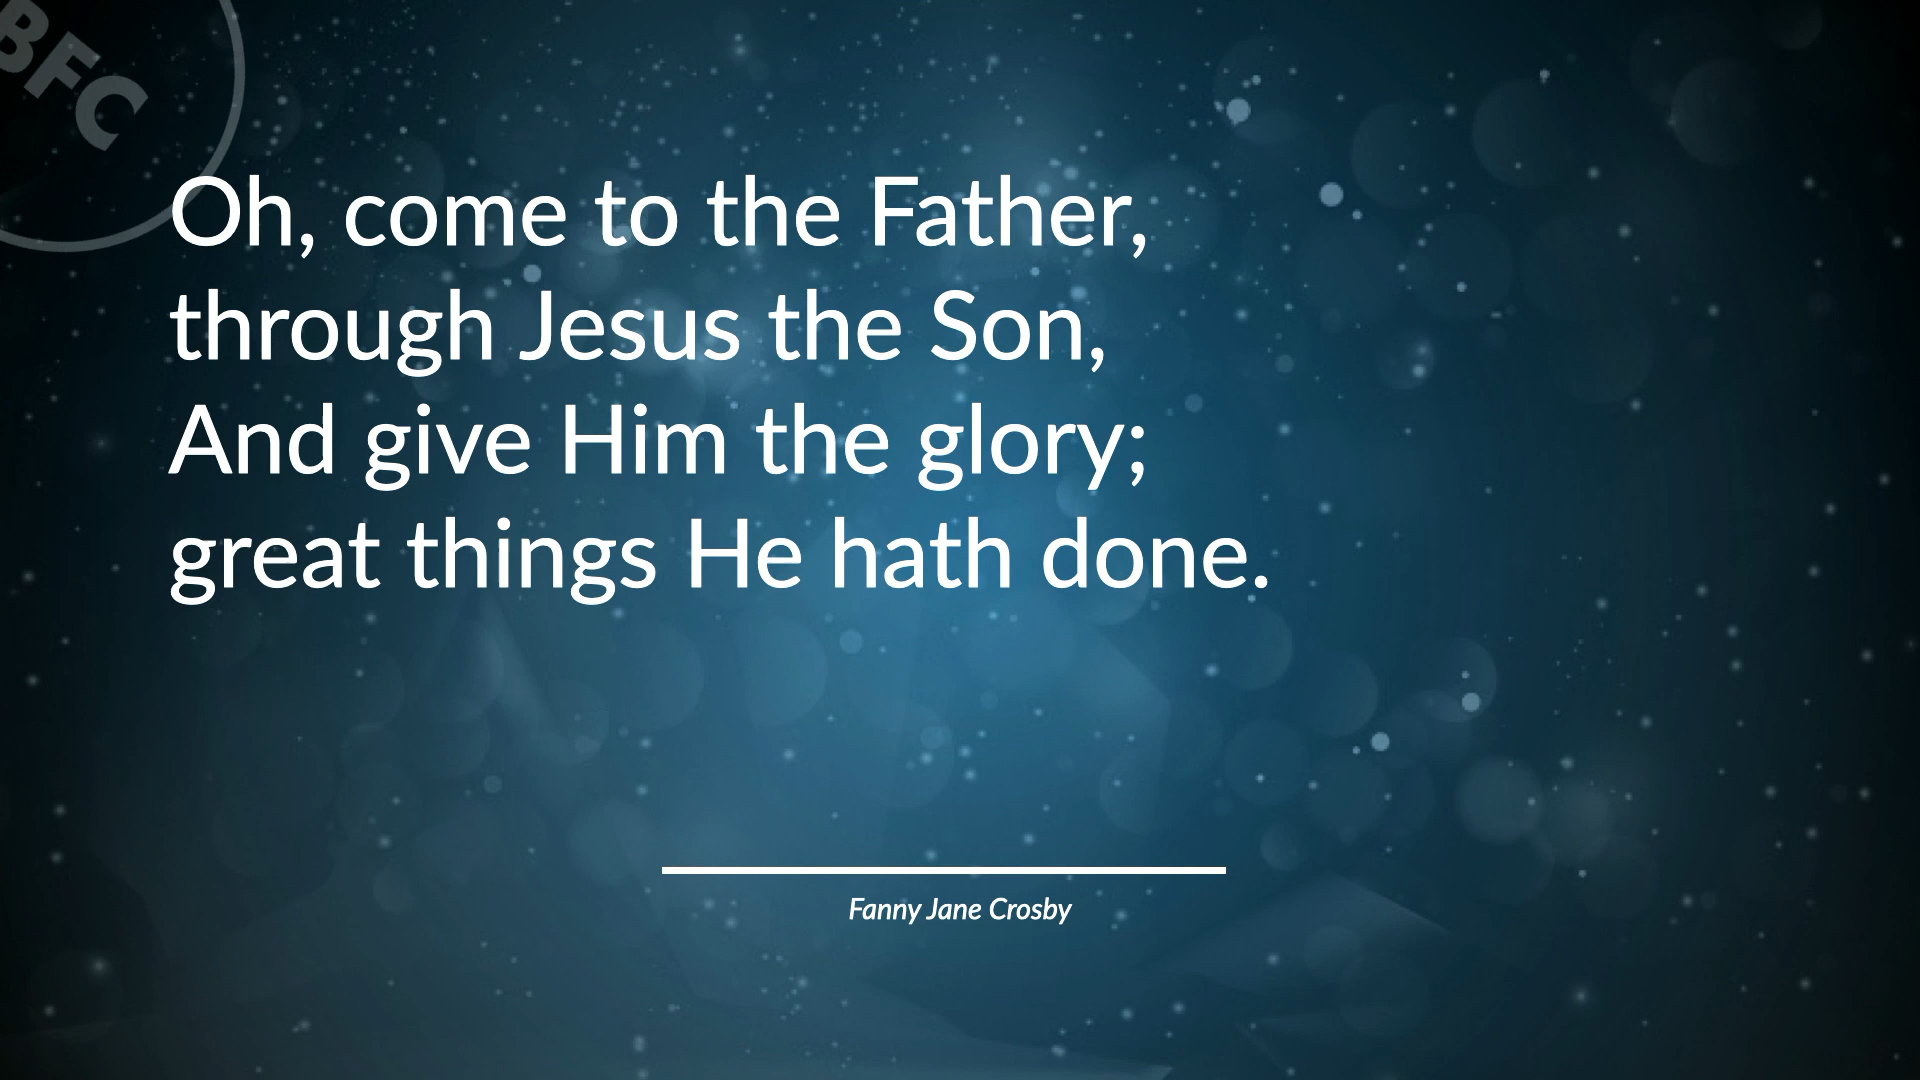 BFC
Oh, come to the Father,
through Jesus the Son,
And give Him the glory;
great things He hath done.
Fanny Jane Crosby